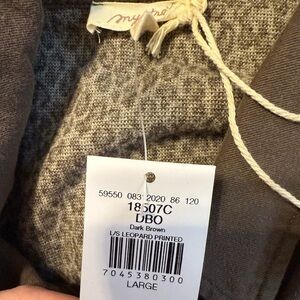 59550 083 2020 86 120
18507C
DBO
Dark Brown
L/S LEOPARD PRINTED
7045380300
LARGE